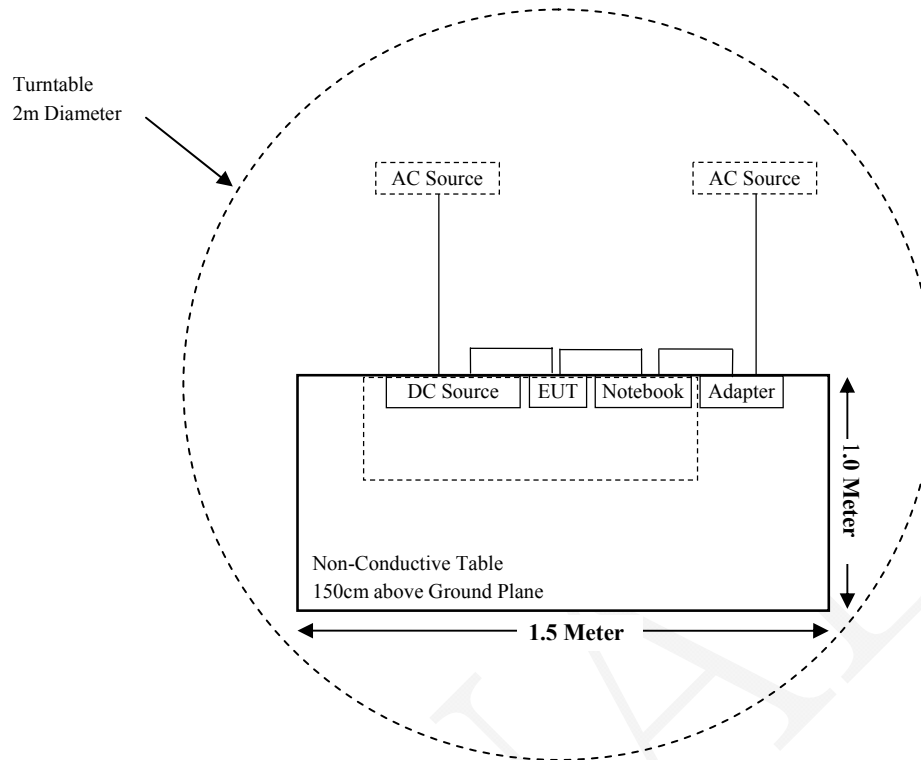 Turntable
2m Diameter
AC Source
AC Source
DC Source
EUT
Notebook
Adapter
1.0 Meter
Non-Conductive Table
150cm above Ground Plane
1.5 Meter